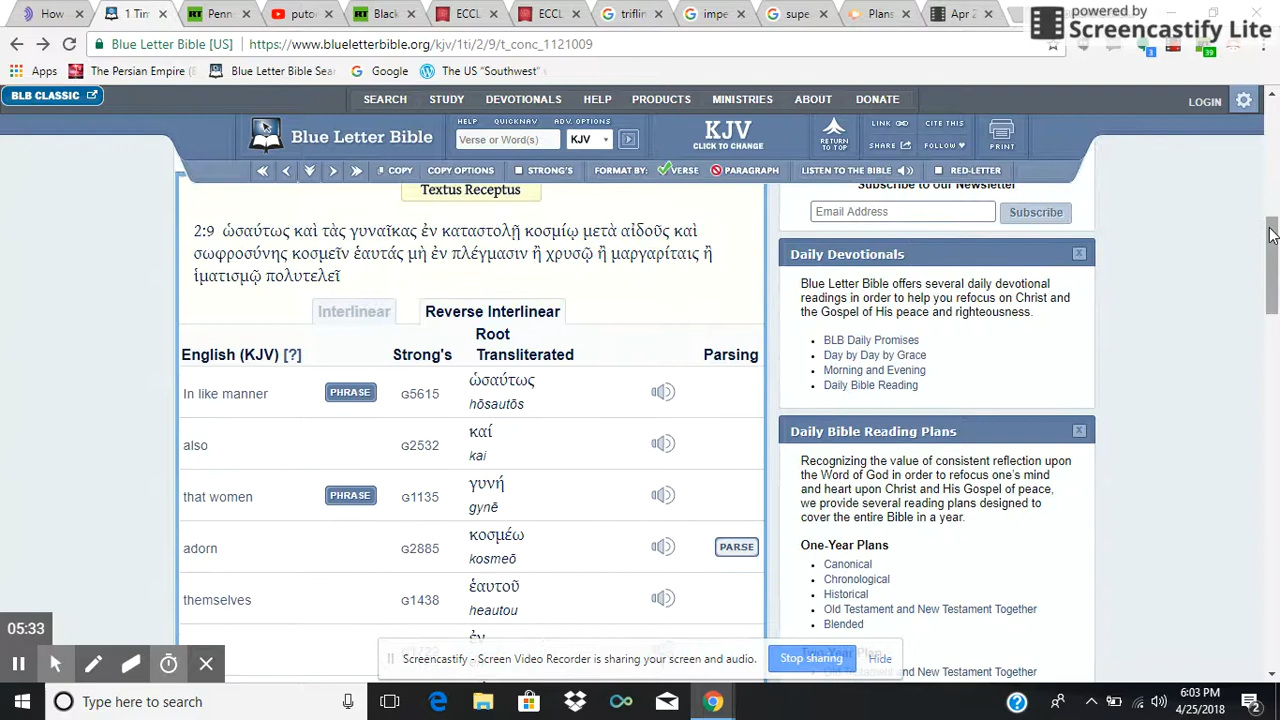 How
1 Tim
Penn
puto
Blac
ECCL
ECCL
triflin
impe
supe
Plans
Apr 2
powered by
Screencastify Lite
Blue Letter Bible [US] https://www.blueletterbible.org/kjv/1ti/2/9/t_conc_1121009
3
39
Apps
The Persian Empire (
Blue Letter Bible Sea
Google
The US “Southwest”
BLB CLASSIC
SEARCH STUDY DEVOTIONALS HELP PRODUCTS MINISTRIES ABOUT DONATE
LOGIN
Blue Letter Bible
HELP QUICKNAV ADV. OPTIONS
Verse or Word(s)
KJV
KJV
CLICK TO CHANGE
RETURN
TO TOP
LINK
CITE THIS
SHARE
FOLLOW
PRINT
COPY COPY OPTIONS STRONG'S FORMAT BY: VERSE PARAGRAPH LISTEN TO THE BIBLE RED-LETTER
Textus Receptus
2:9 ὡσαύτως καὶ τὰς γυναῖκας ἐν καταστολῇ κοσμίῳ μετὰ αἰδοῦς καὶ
σωφροσύνης κοσμεῖν ἑαυτάς μὴ ἐν πλέγμασιν ἢ χρυσῷ ἢ μαργαρίταις ἢ
ἱματισμῷ πολυτελεῖ
Interlinear
Reverse Interlinear
English (KJV) [?]
Strong's
Root
Transliterated
Parsing
In like manner PHRASE G5615 ὡσαύτως
hōsautōs
also G2532 καί
kai
that women PHRASE G1135 γυνή
gynē
adorn G2885 κοσμέω PARSE
kosmeō
themselves G1438 ἑαυτοῦ
heautou
ἐν
Subscribe to our Newsletter
Email Address
Subscribe
Daily Devotionals
Blue Letter Bible offers several daily devotional
readings in order to help you refocus on Christ and
the Gospel of His peace and righteousness.
BLB Daily Promises
Day by Day by Grace
Morning and Evening
Daily Bible Reading
Daily Bible Reading Plans
Recognizing the value of consistent reflection upon
the Word of God in order to refocus one's mind
and heart upon Christ and His Gospel of peace,
we provide several reading plans designed to
cover the entire Bible in a year.
One-Year Plans
Canonical
Chronological
Historical
Old Testament and New Testament Together
Blended
Old Testament and New Testament Together
05:33
Screencastify - Screen Video Recorder is sharing your screen and audio.
Stop sharing
Hide
Type here to search
6:03 PM
4/25/2018
2